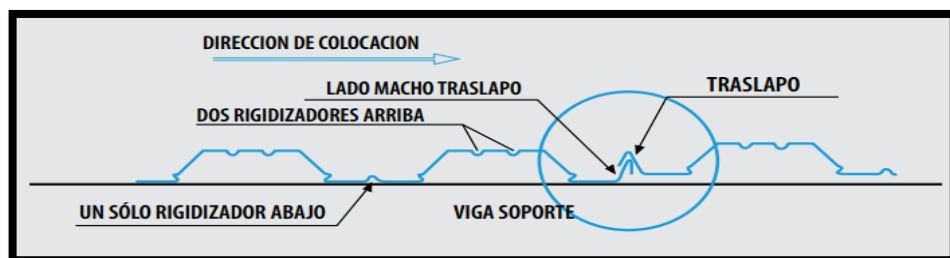 DIRECCION DE COLOCACION
LADO MACHO TRASLAPO
TRASLAPO
DOS RIGIDIZADORES ARRIBA
UN SÓLO RIGIDIZADOR ABAJO
VIGA SOPORTE